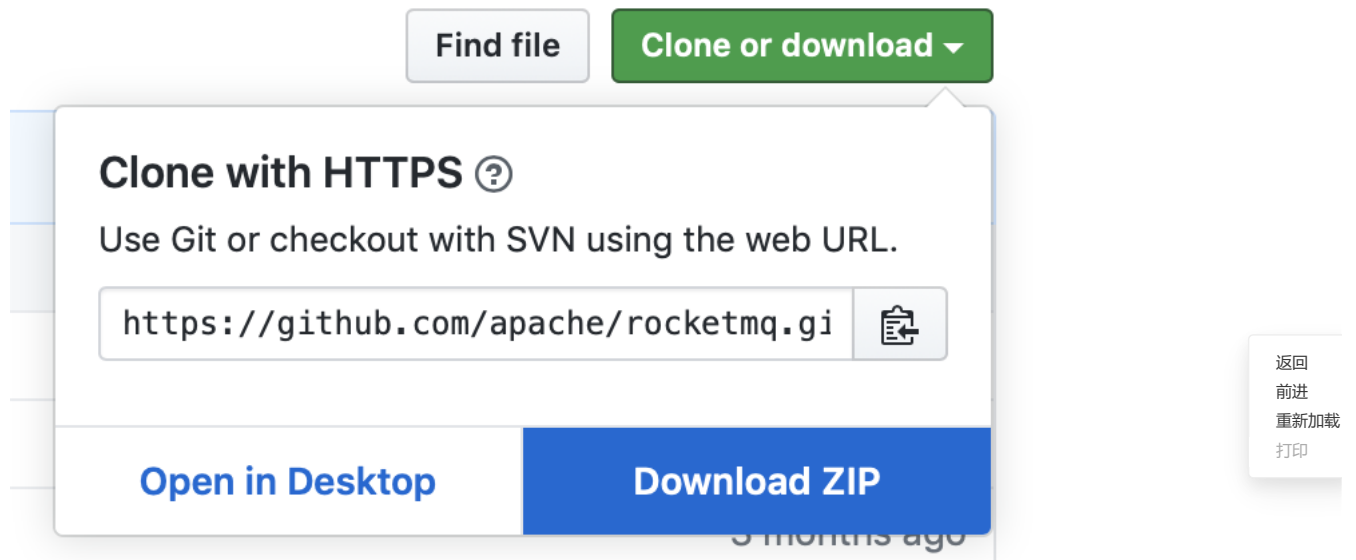 Find file
Clone or download
Clone with HTTPS
Use Git or checkout with SVN using the web URL.
https://github.com/apache/rocketmq.gi
Open in Desktop
Download ZIP
months ago
返回
前进
重新加载
打印